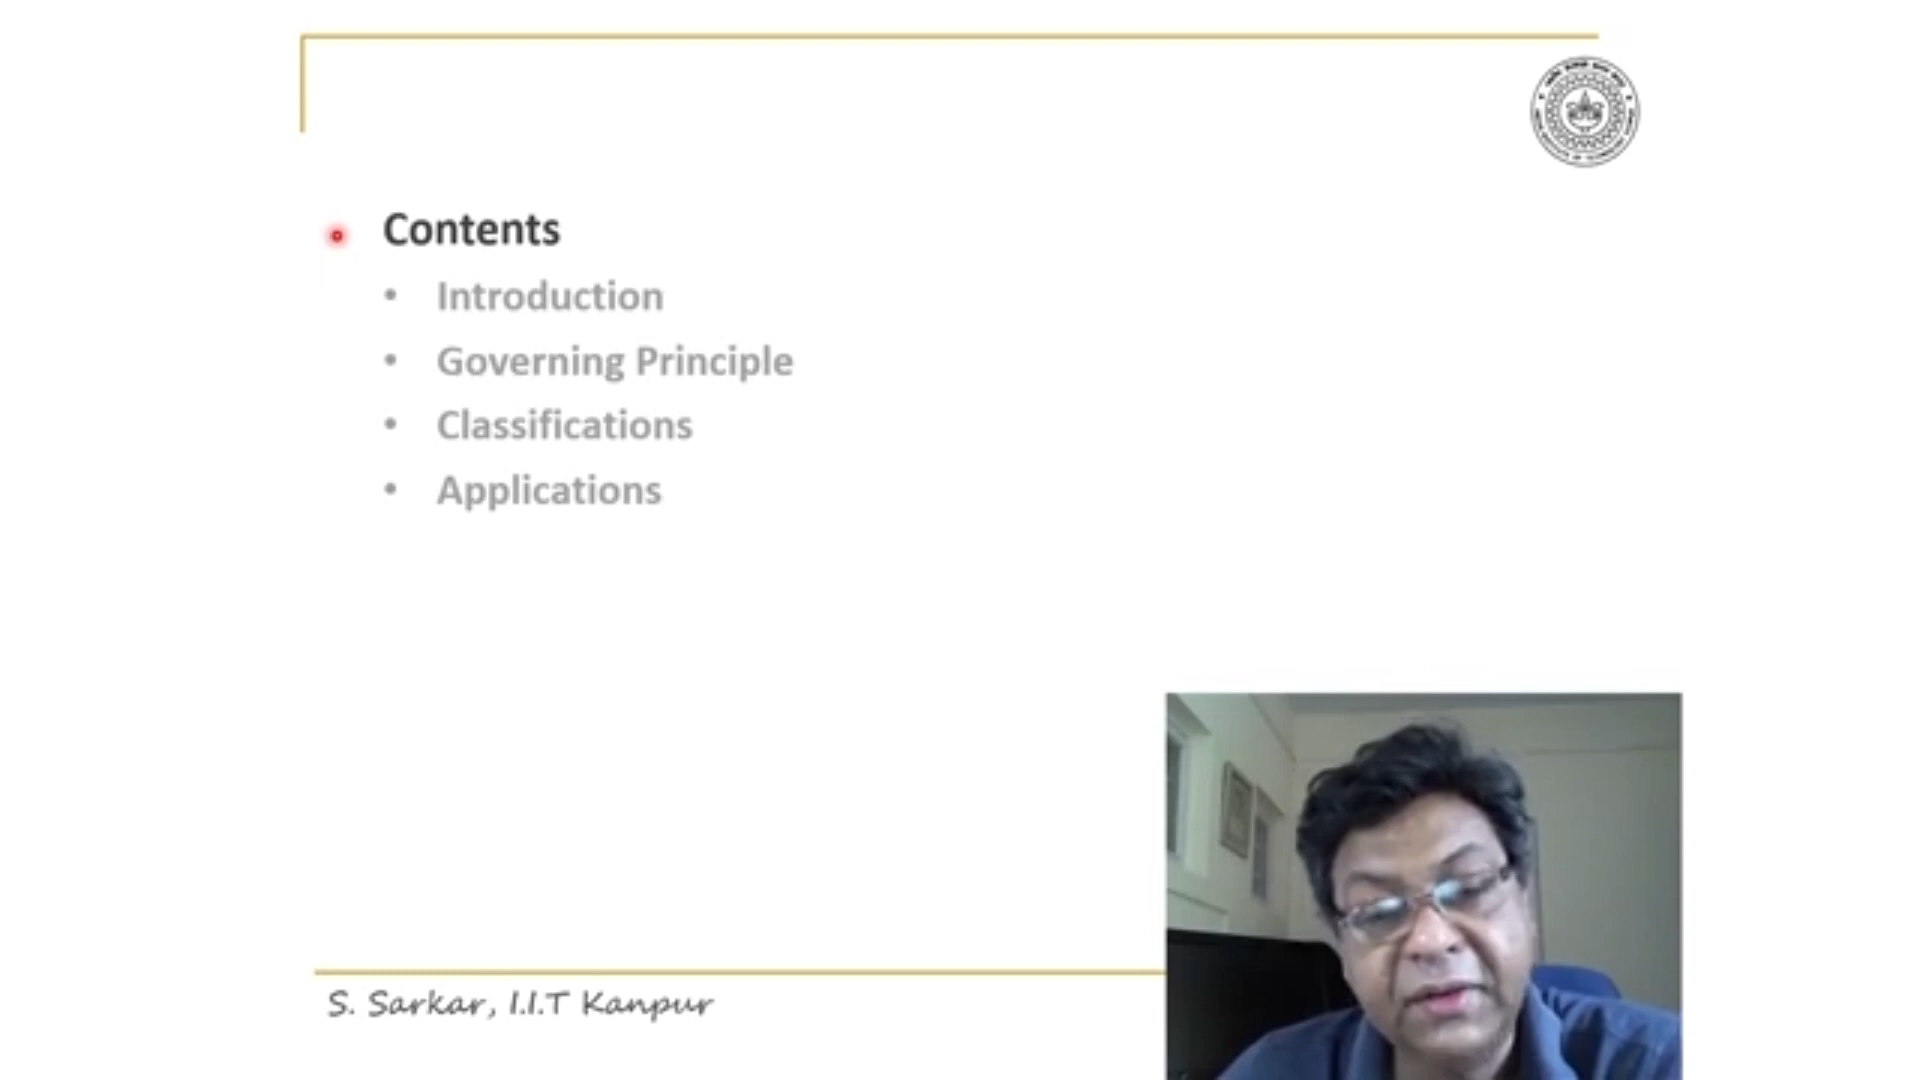 Contents
• Introduction
• Governing Principle
• Classifications
• Applications
S. Sarkar, I.I.T Kanpur